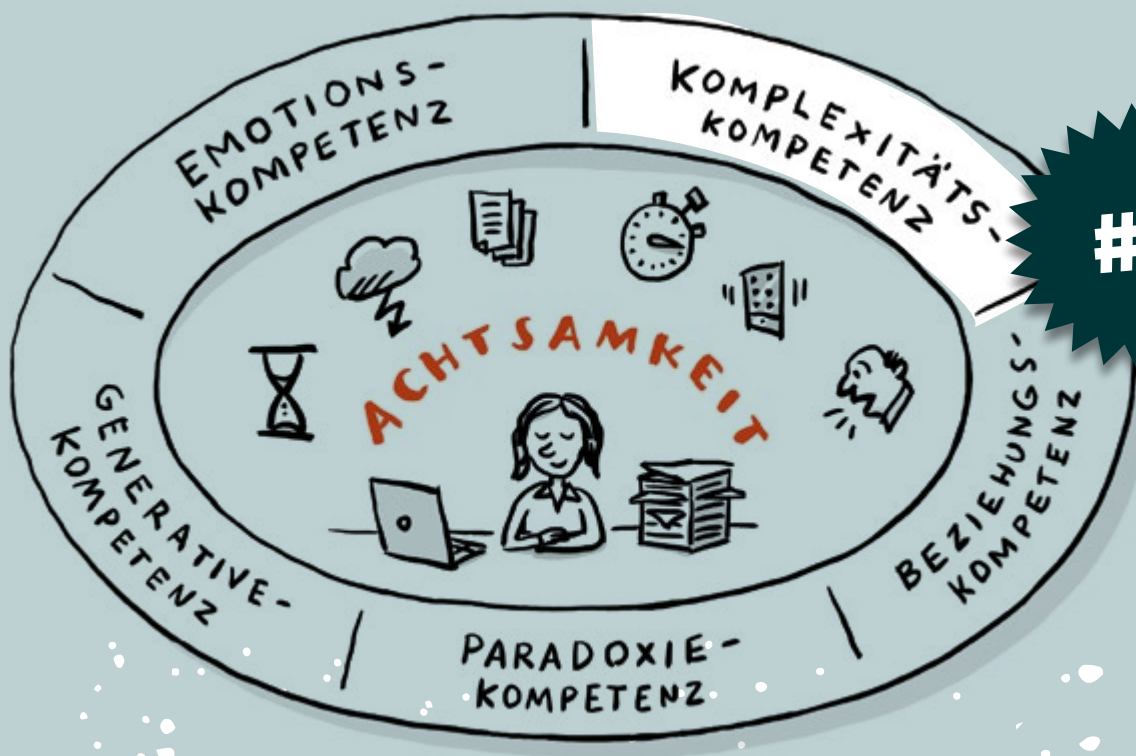 EMOTIONS-
KOMPETENZ
KOMPLEXITÄTS-
KOMPETENZ
#
ACHTSAMKEIT
GENERATIVE-
KOMPETENZ
BEZIEHUNGS-
KOMPETENZ
PARADOXIE-
KOMPETENZ